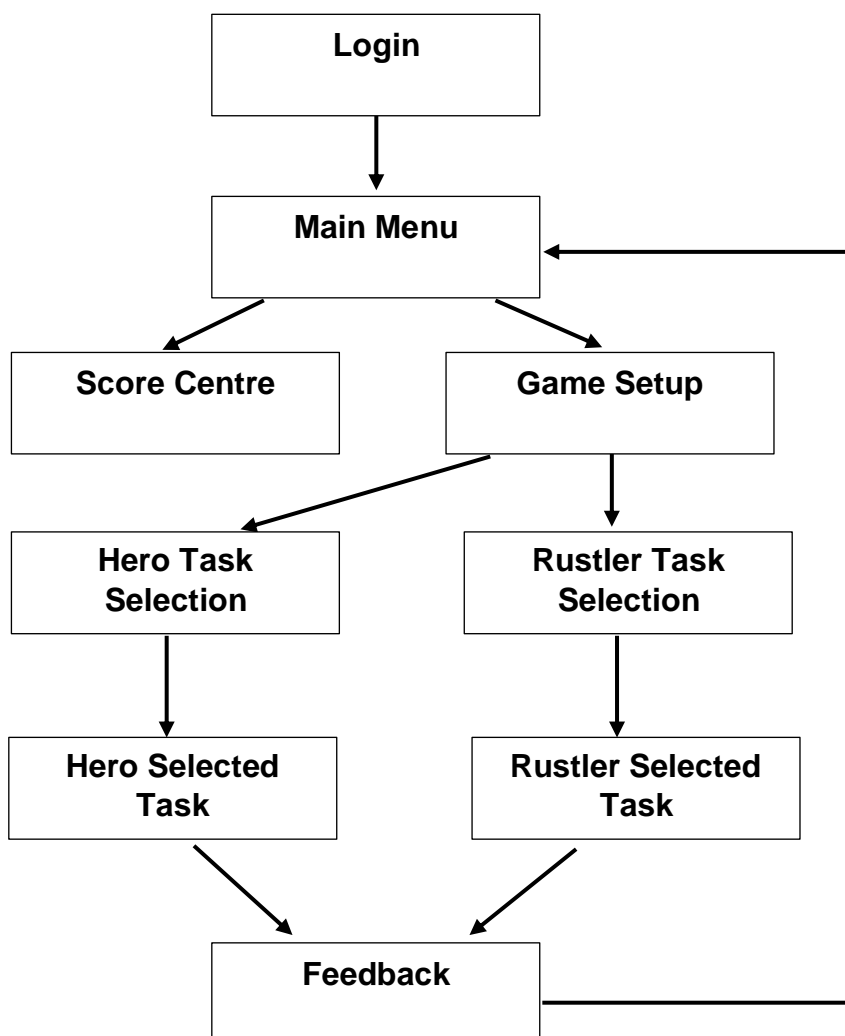 Login
Main Menu
Score Centre
Game Setup
Hero Task
Selection
Rustler Task
Selection
Hero Selected
Task
Rustler Selected
Task
Feedback